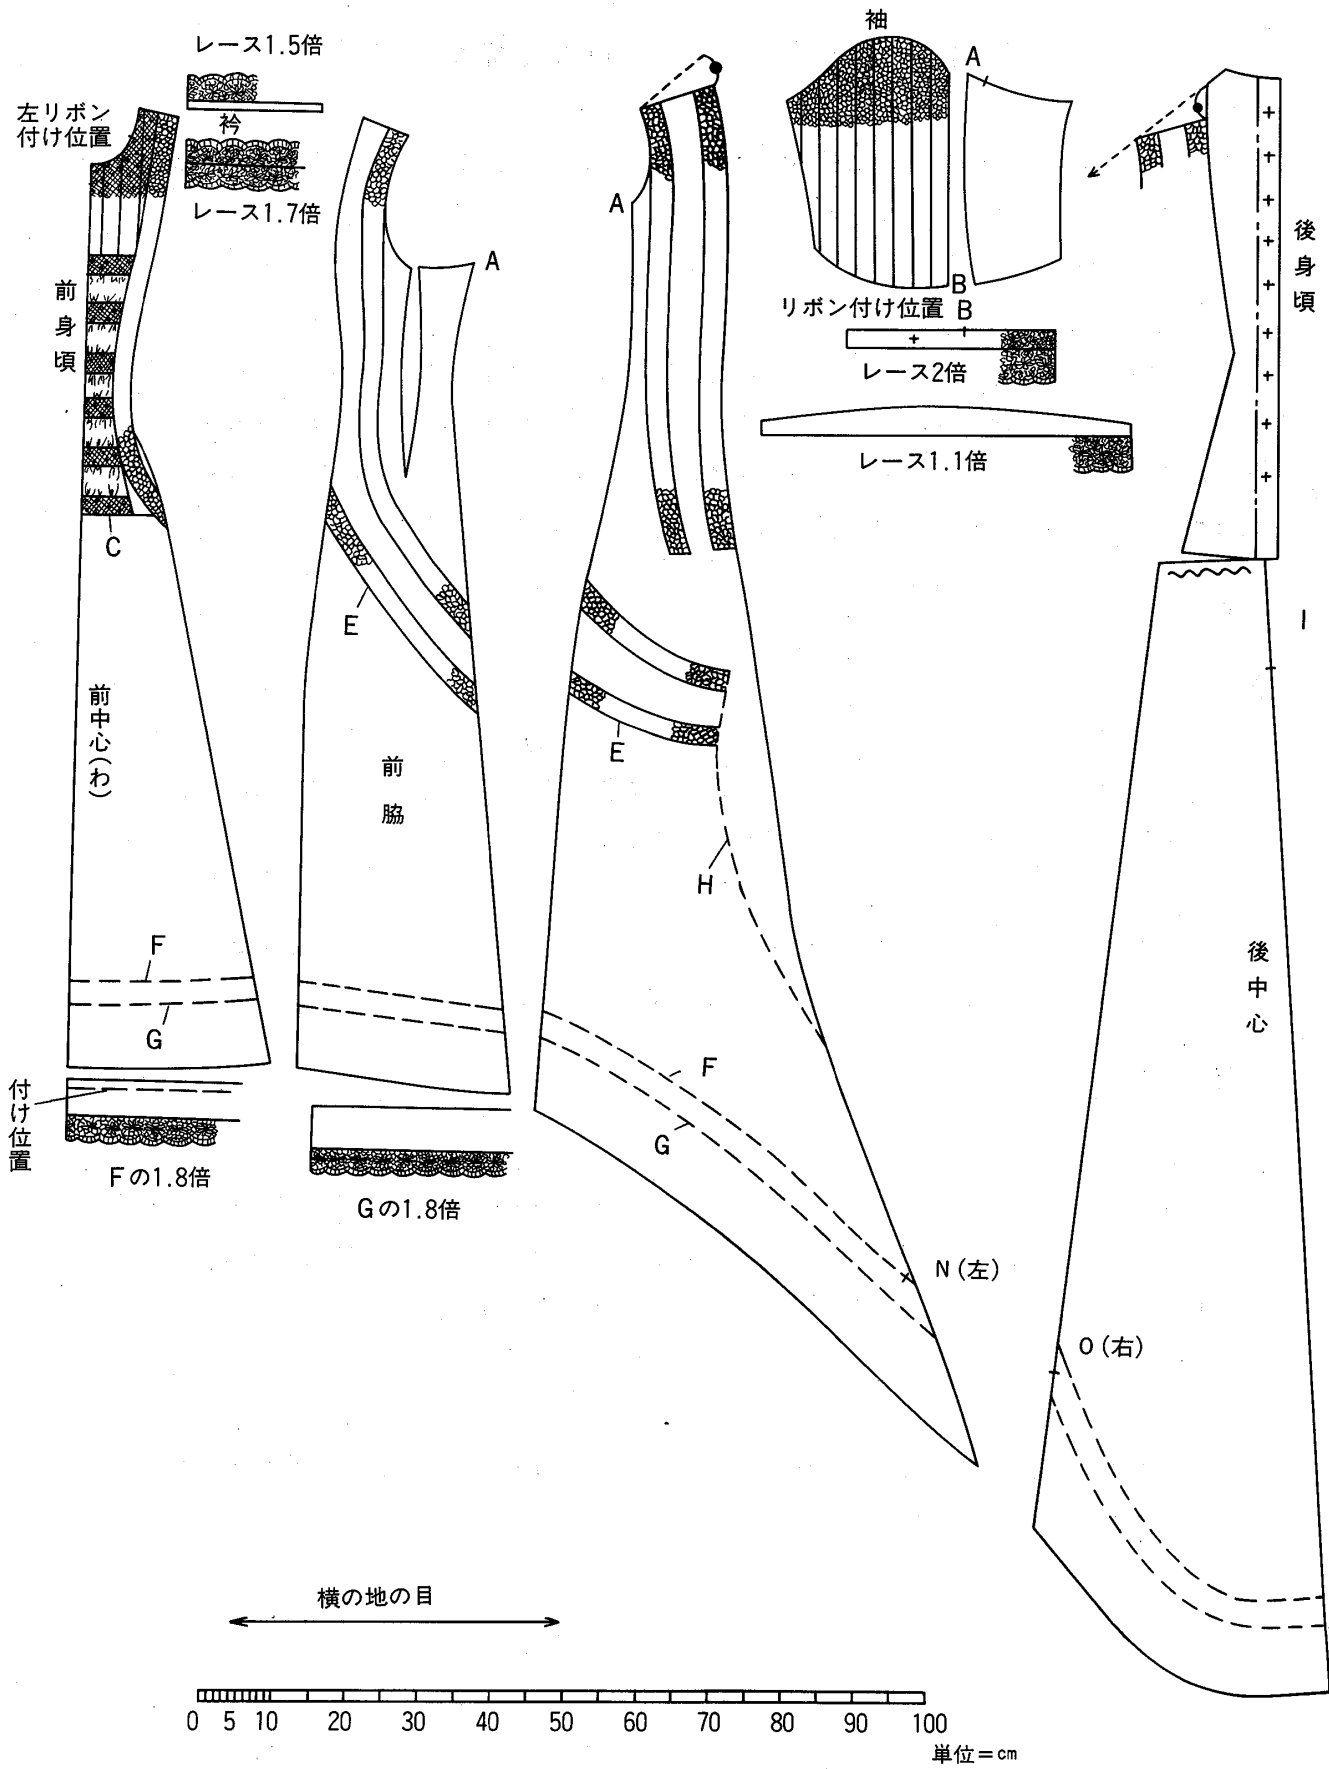 袖
レース1.5倍
A
左リボン
付け位置
衿
レース1.7倍
A
A
後身頃
前身頃
B
リボン付け位置
B
レース2倍
レース1.1倍
C
E
I
前中心(わ)
E
前脇
H
F
後中心
G
F
G
付け位置
Fの1.8倍
Gの1.8倍
N(左)
O(右)
横の地の目
0 5 10 20 30 40 50 60 70 80 90 100
単位=cm